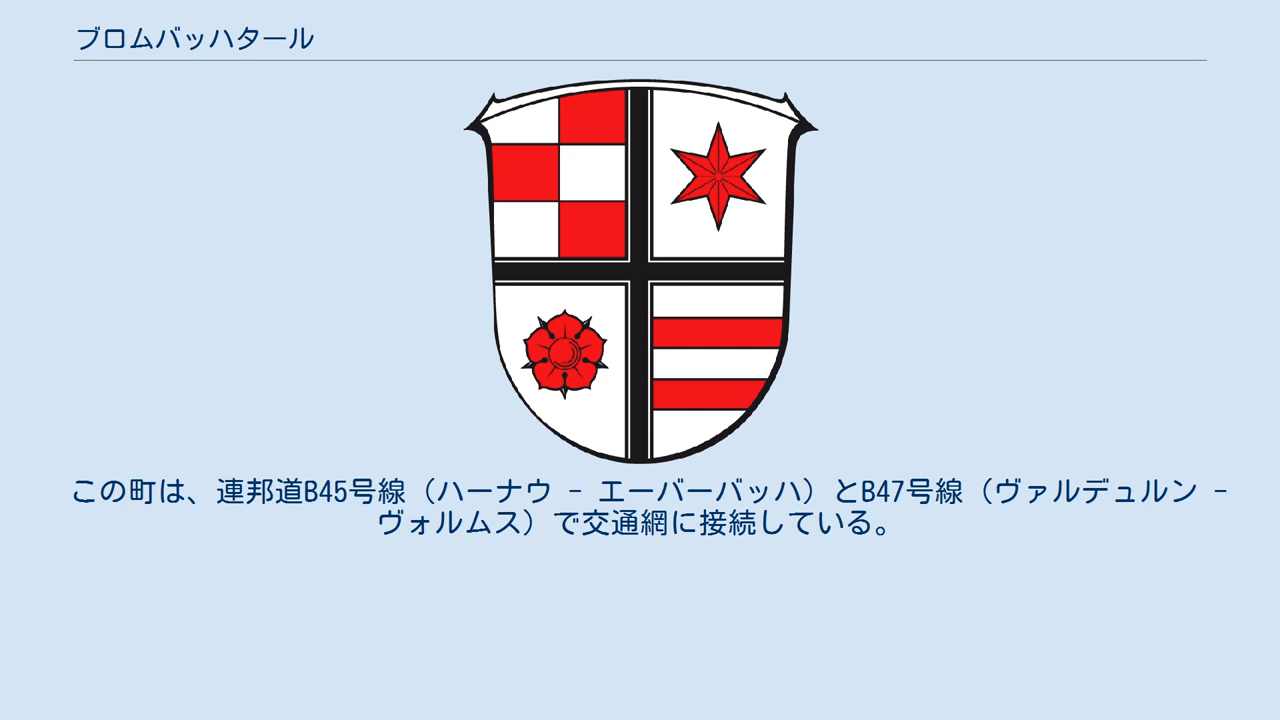 ブロムバッハタール
この町は、連邦道B45号線（ハーナウ － エーバーバッハ）とB47号線（ヴァルデュルン －
ヴォルムス）で交通網に接続している。